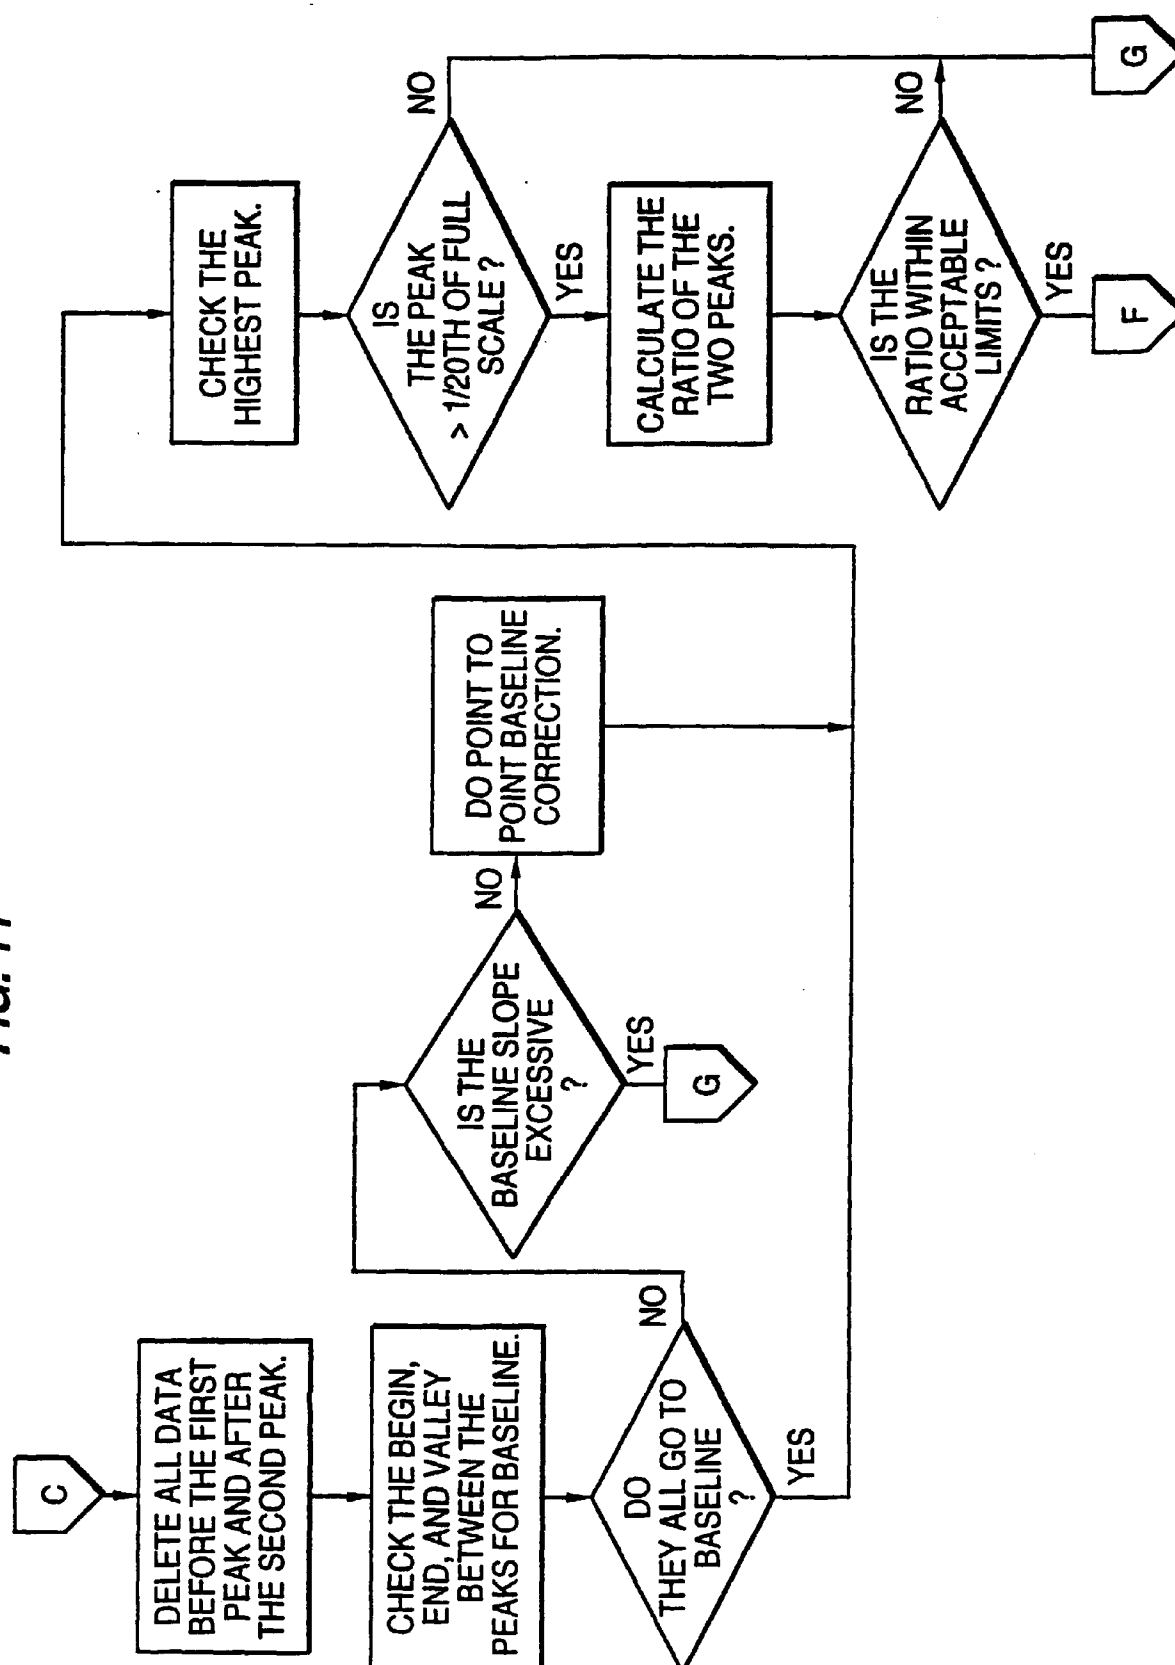 FIG. 11
C
DELETE ALL DATA
BEFORE THE FIRST
PEAK AND AFTER
THE SECOND PEAK.
CHECK THE BEGIN,
END, AND VALLEY
BETWEEN THE
PEAKS FOR BASELINE.
DO
THEY ALL GO TO
BASELINE
?
NO
YES
IS THE
BASELINE SLOPE
EXCESSIVE
?
NO
YES
G
DO POINT TO
POINT BASELINE
CORRECTION.
CHECK THE
HIGHEST PEAK.
IS
THE PEAK
> 1/20TH OF FULL
SCALE ?
NO
YES
CALCULATE THE
RATIO OF THE
TWO PEAKS.
IS THE
RATIO WITHIN
ACCEPTABLE
LIMITS ?
NO
YES
F
G